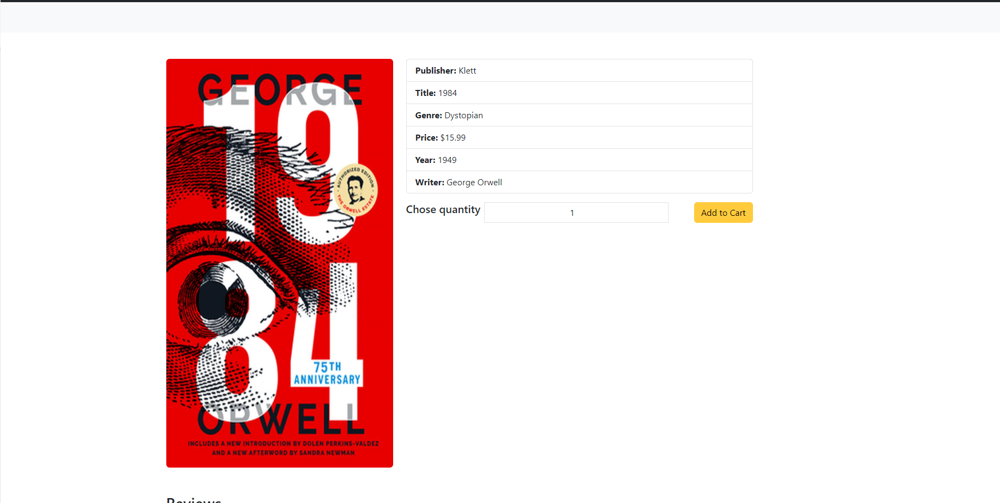 GEORGE
19
AUTHORIZED EDITION
THE ORWELL ESTATE
84
75TH
ANNIVERSARY
ORWELL
INCLUDES A NEW INTRODUCTION BY DOLEN PERKINS-VALDEZ
AND A NEW AFTERWORD BY SANDRA NEWMAN
Publisher: Klett
Title: 1984
Genre: Dystopian
Price: $15.99
Year: 1949
Writer: George Orwell
Chose quantity 1 Add to Cart
Reviews